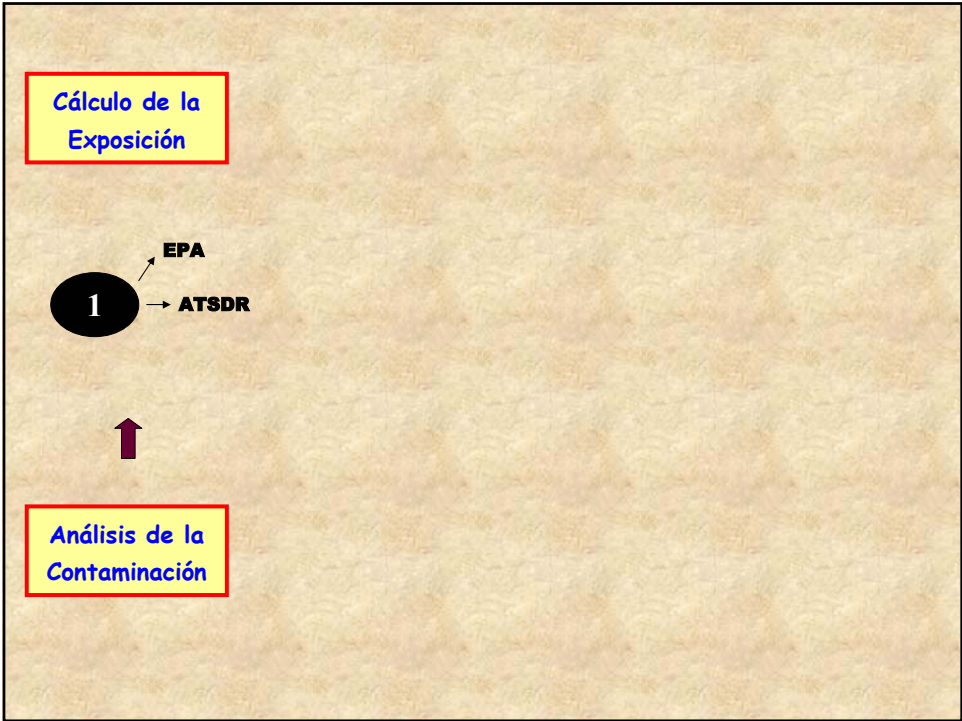 Cálculo de la
Exposición
EPA
1
ATSDR
Análisis de la
Contaminación